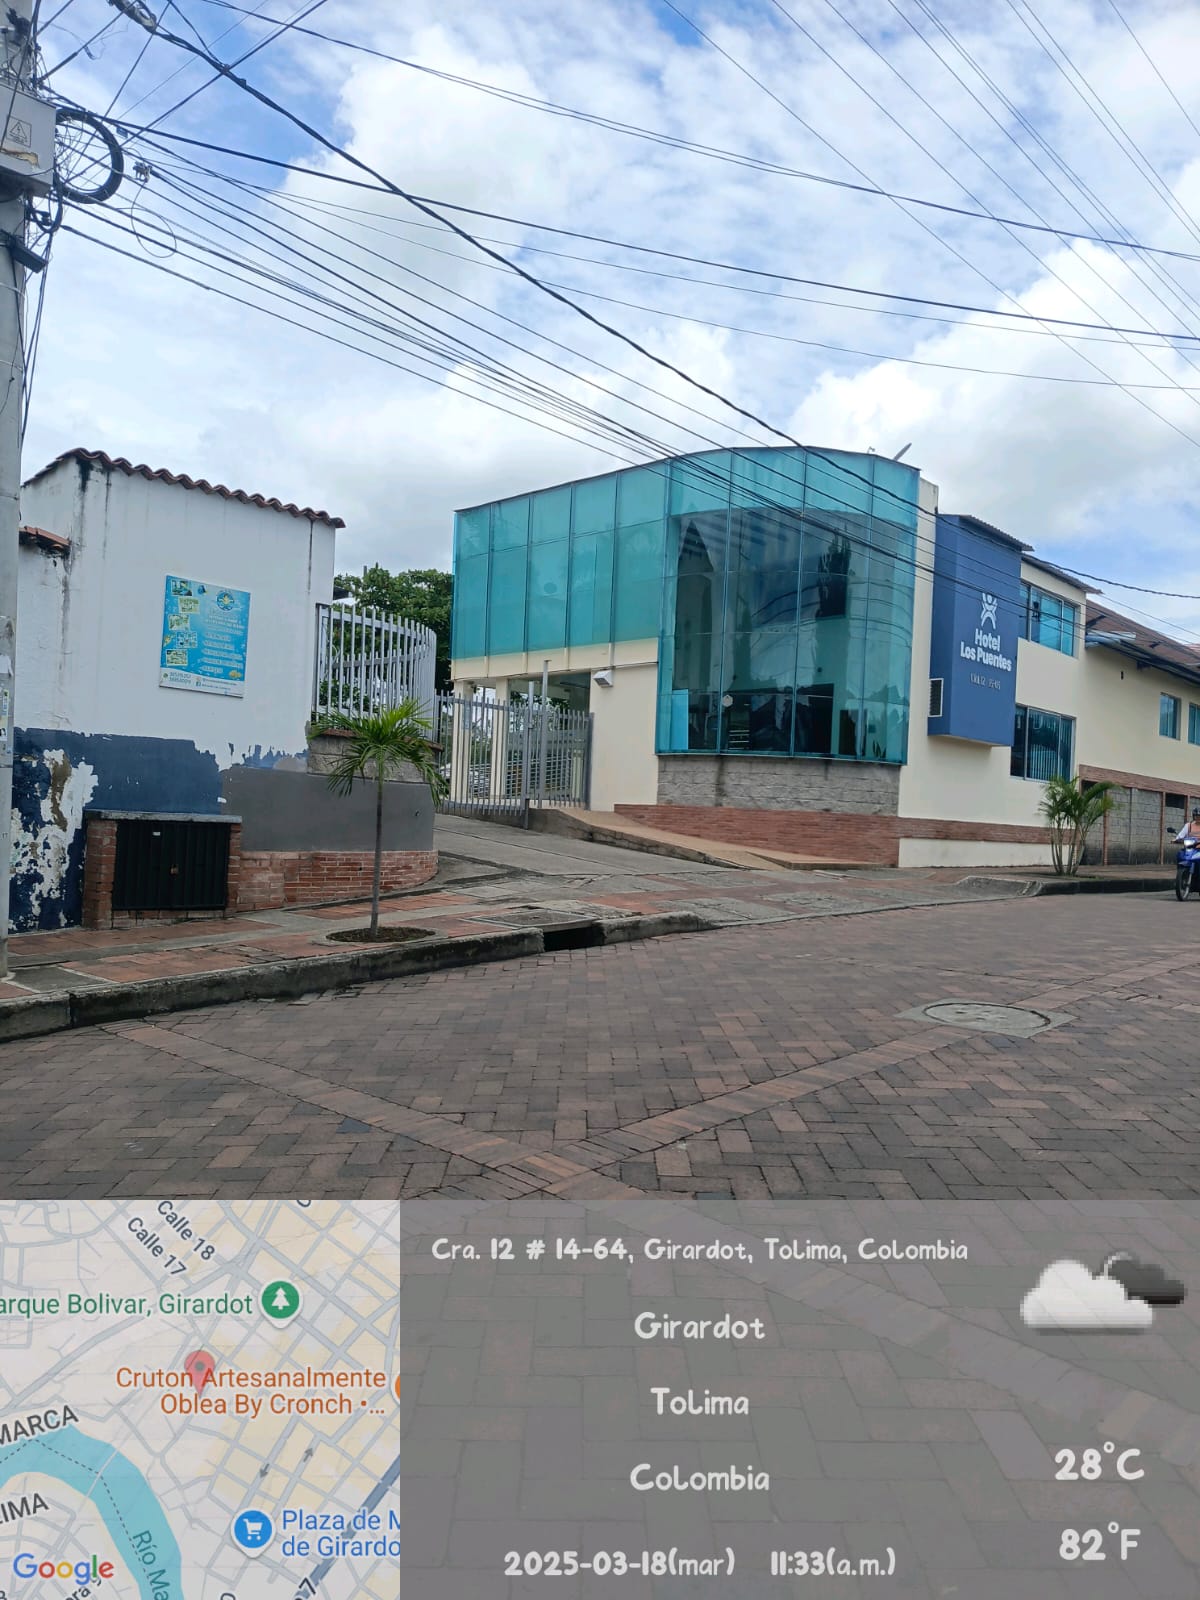 Hotel
Los Puentes
Calle 18
Calle 17
arque Bolivar, Girardot
Cruton Artesanalmente
Oblea By Cronch •...
MARCA
IMA
Río Ma
Plaza de M
de Girardo
Google
Cra. 12 # 14-64, Girardot, Tolima, Colombia
Girardot
Tolima
Colombia
28°C
82°F
2025-03-18(mar) 11:33(a.m.)